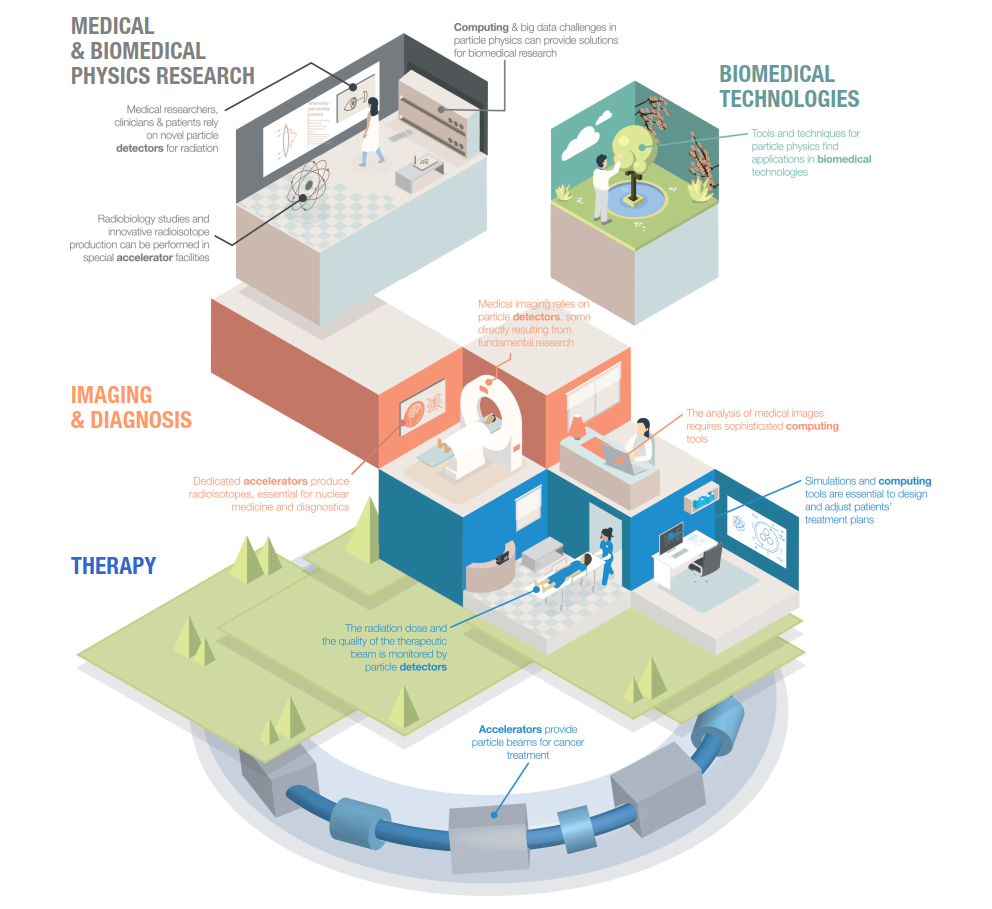 MEDICAL
& BIOMEDICAL
PHYSICS RESEARCH
Computing & big data challenges in
particle physics can provide solutions
for biomedical research
BIOMEDICAL
TECHNOLOGIES
Medical researchers,
clinicians & patients rely
on novel particle
detectors for radiation
Tools and techniques for
particle physics find
applications in biomedical
technologies
Radiobiology studies and
innovative radioisotope
production can be performed in
special accelerator facilities
Medical imaging relies on
particle detectors, some
directly resulting from
fundamental research
IMAGING
& DIAGNOSIS
The analysis of medical images
requires sophisticated computing
tools
Dedicated accelerators produce
radioisotopes, essential for nuclear
medicine and diagnostics
Simulations and computing
tools are essential to design
and adjust patients'
treatment plans
THERAPY
The radiation dose and
the quality of the therapeutic
beam is monitored by
particle detectors
Accelerators provide
particle beams for cancer
treatment